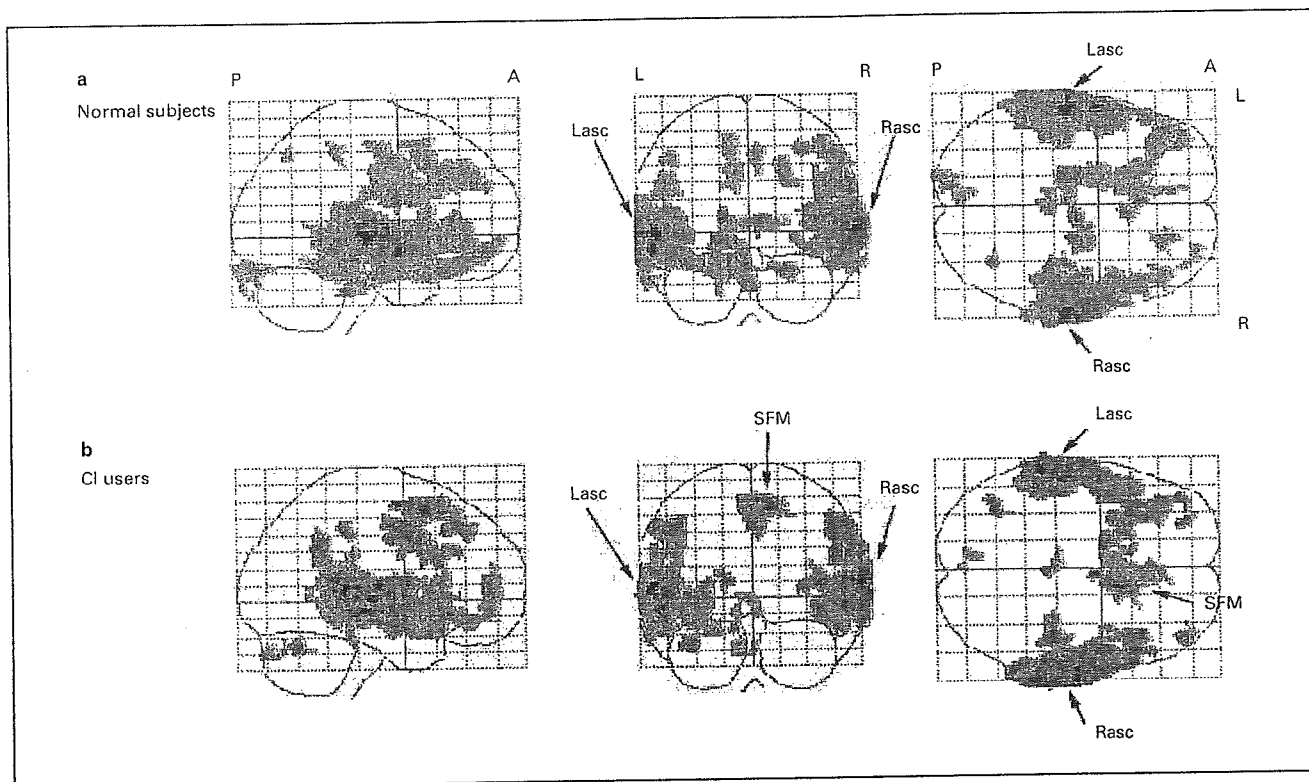 a
Normal subjects
P A
L R
Lasc Rasc
P A
Lasc
L
R
Rasc
b
CI users
SFM
Lasc Rasc
Lasc
SFM
Rasc